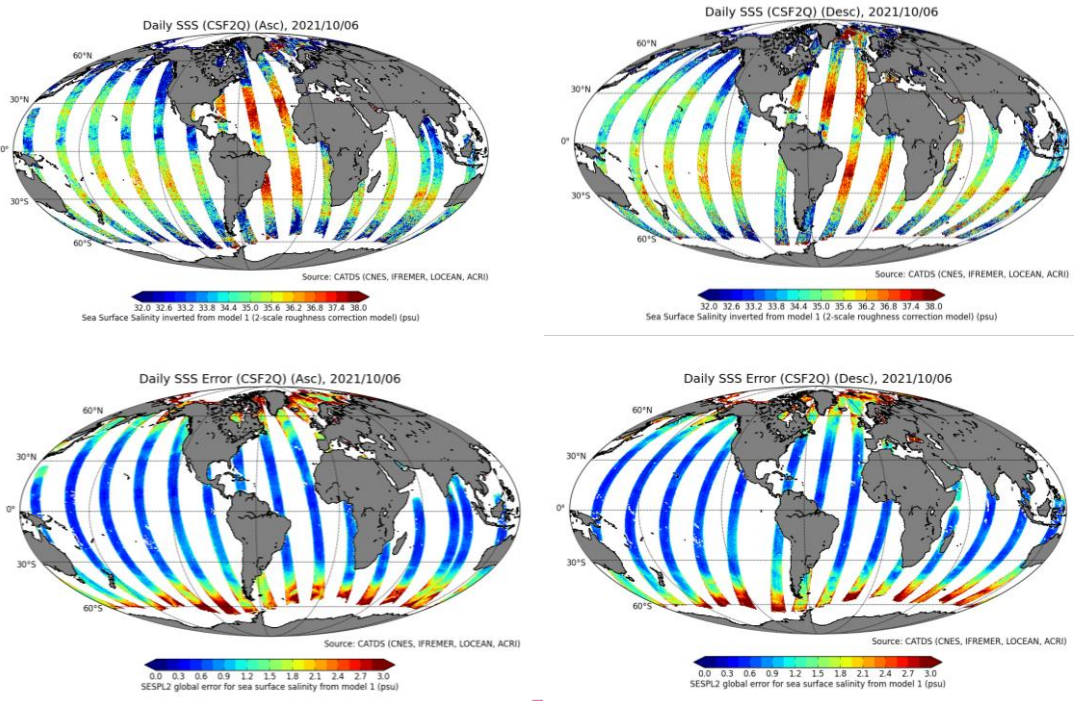 Daily SSS (CSF2Q) (Asc), 2021/10/06
60°N
30°N
0°
30°S
60°S
Source: CATDS (CNES, IFREMER, LOCEAN, ACRI)
32.0 32.6 33.2 33.8 34.4 35.0 35.6 36.2 36.8 37.4 38.0
Sea Surface Salinity inverted from model 1 (2-scale roughness correction model) (psu)
Daily SSS (CSF2Q) (Desc), 2021/10/06
60°N
30°N
0°
30°S
60°S
Source: CATDS (CNES, IFREMER, LOCEAN, ACRI)
32.0 32.6 33.2 33.8 34.4 35.0 35.6 36.2 36.8 37.4 38.0
Sea Surface Salinity inverted from model 1 (2-scale roughness correction model) (psu)
Daily SSS Error (CSF2Q) (Asc), 2021/10/06
60°N
30°N
0°
30°S
60°S
Source: CATDS (CNES, IFREMER, LOCEAN, ACRI)
0.0 0.3 0.6 0.9 1.2 1.5 1.8 2.1 2.4 2.7 3.0
SESPL2 global error for sea surface salinity from model 1 (psu)
Daily SSS Error (CSF2Q) (Desc), 2021/10/06
60°N
30°N
0°
30°S
60°S
Source: CATDS (CNES, IFREMER, LOCEAN, ACRI)
0.0 0.3 0.6 0.9 1.2 1.5 1.8 2.1 2.4 2.7 3.0
SESPL2 global error for sea surface salinity from model 1 (psu)